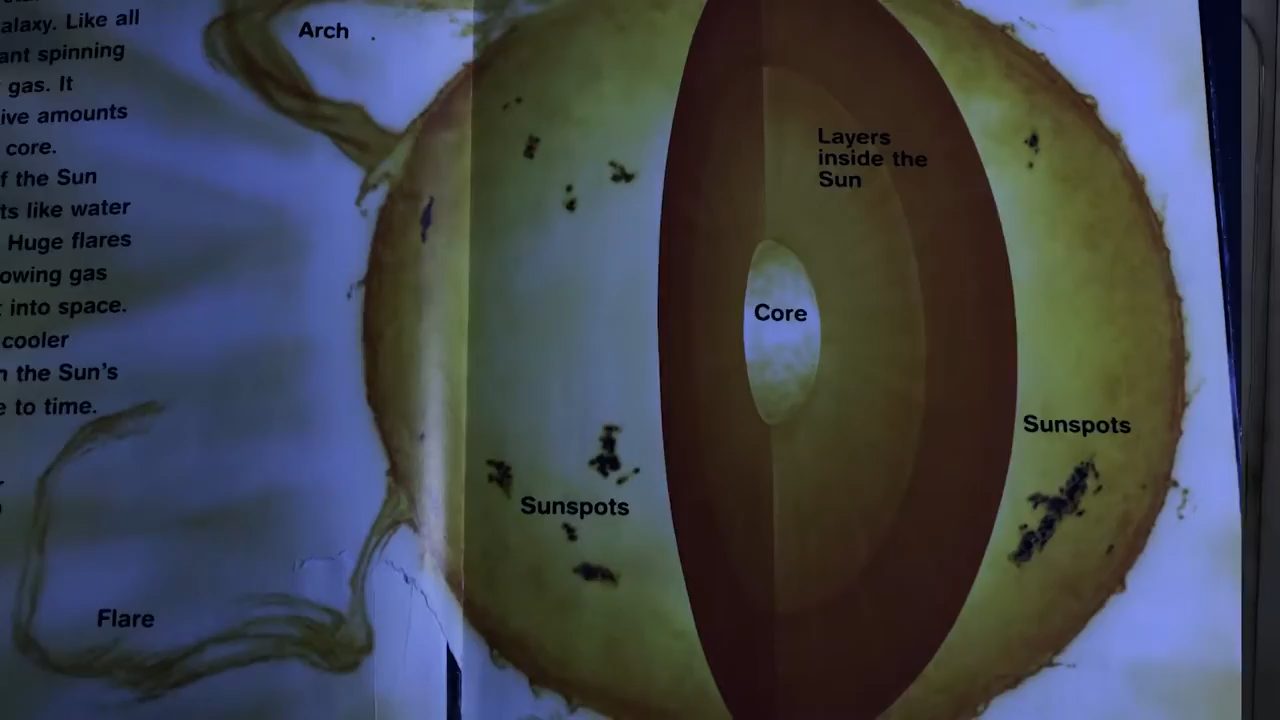 alaxy. Like all
ant spinning
gas. It
ive amounts
core.
f the Sun
ts like water
Huge flares
owing gas
into space.
cooler
n the Sun's
e to time.
Arch
Layers
inside the
Sun
Core
Sunspots
Sunspots
Flare